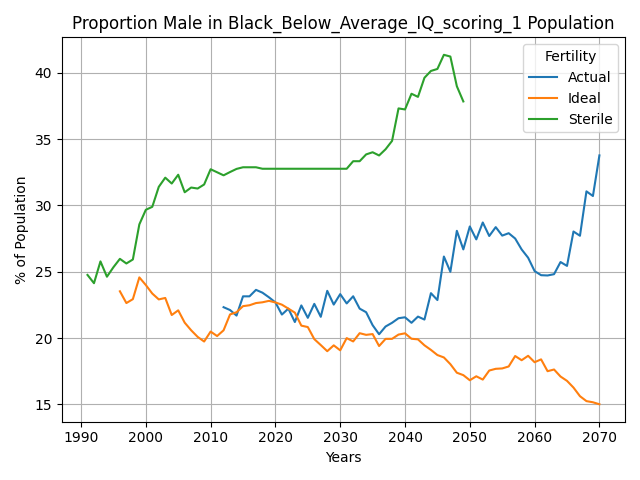 Proportion Male in Black_Below_Average_IQ_scoring_1 Population
Fertility
Actual
Ideal
Sterile
% of Population
40
35
30
25
20
15
1990
2000
2010
2020
2030
2040
2050
2060
2070
Years